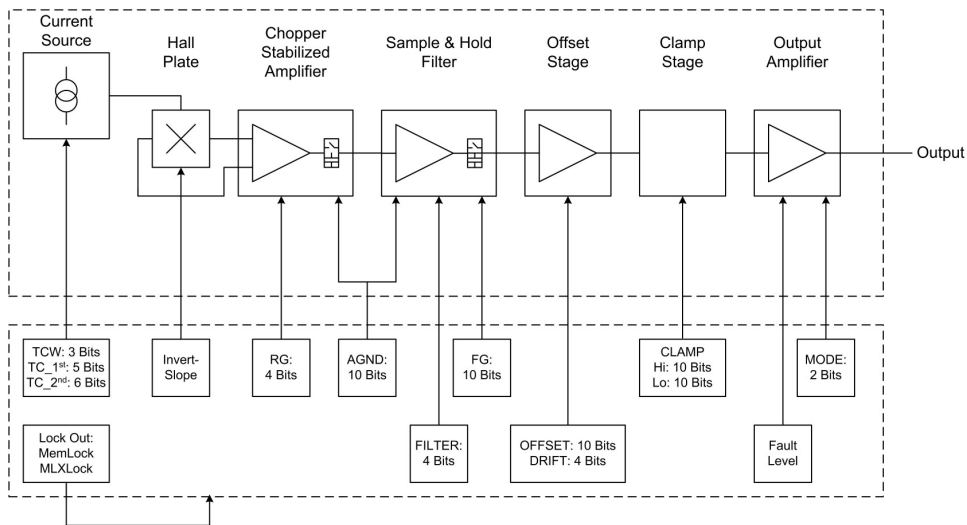 Current
Source
Hall
Plate
Chopper
Stabilized
Amplifier
Sample & Hold
Filter
Offset
Stage
Clamp
Stage
Output
Amplifier
Output
TCW: 3 Bits
TC_1st: 5 Bits
TC_2nd: 6 Bits
Invert-
Slope
RG:
4 Bits
AGND:
10 Bits
FG:
10 Bits
CLAMP
Hi: 10 Bits
Lo: 10 Bits
MODE:
2 Bits
Lock Out:
MemLock
MLXLock
FILTER:
4 Bits
OFFSET: 10 Bits
DRIFT: 4 Bits
Fault
Level